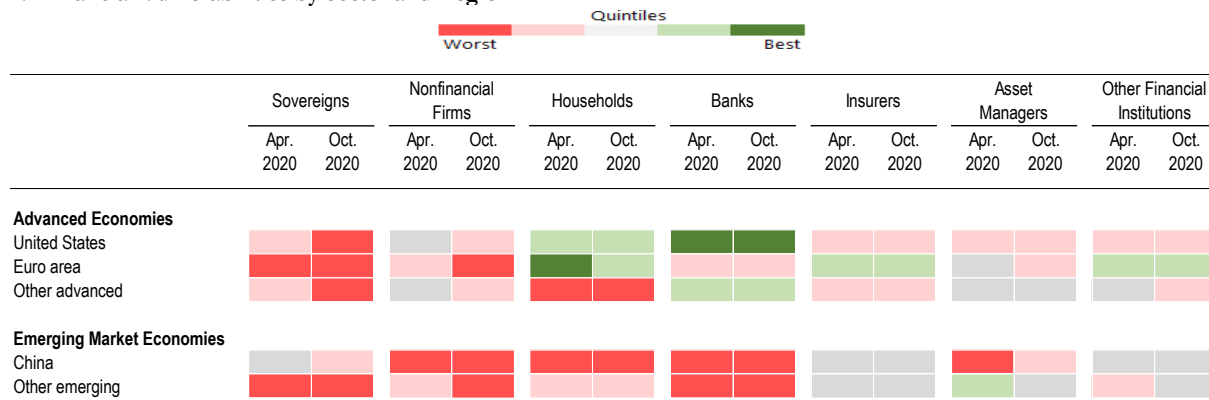 Quintiles
Worst Best
Nonfinancial Asset Other Financial
Sovereigns Firms Households Banks Insurers Managers Institutions
Apr. Oct. Apr. Oct. Apr. Oct. Apr. Oct. Apr. Oct. Apr. Oct. Apr. Oct.
2020 2020 2020 2020 2020 2020 2020 2020 2020 2020 2020 2020 2020 2020
Advanced Economies
United States
Euro area
Other advanced
Emerging Market Economies
China
Other emerging